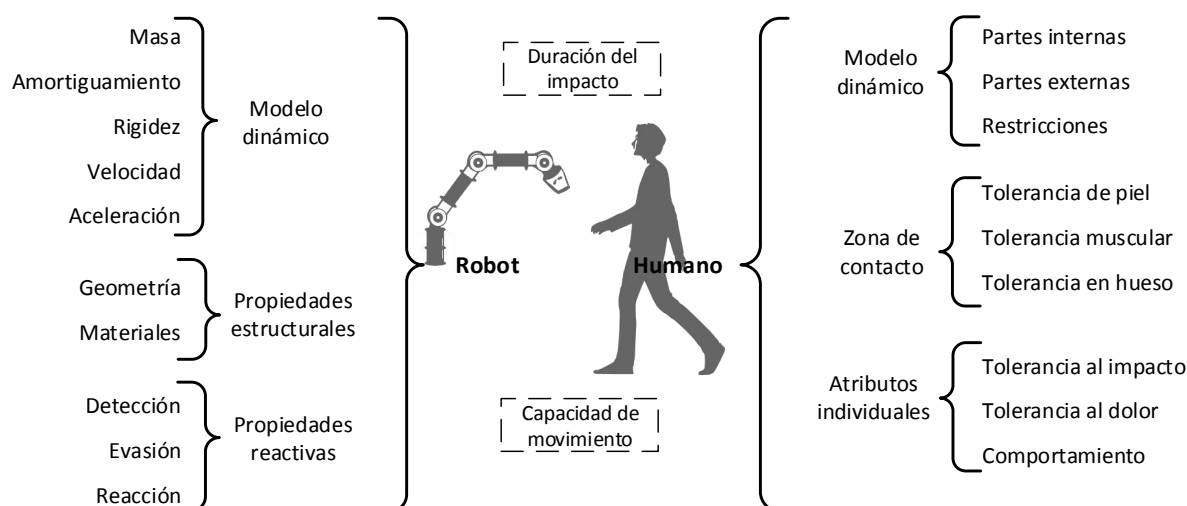 Masa
Amortiguamiento
Rigidez
Velocidad
Aceleración
Modelo
dinámico
Geometría
Materiales
Propiedades
estructurales
Detección
Evasión
Reacción
Propiedades
reactivas
Duración del
impacto
Robot
Humano
Capacidad de
movimiento
Modelo
dinámico
Partes internas
Partes externas
Restricciones
Zona de
contacto
Tolerancia de piel
Tolerancia muscular
Tolerancia en hueso
Atributos
individuales
Tolerancia al impacto
Tolerancia al dolor
Comportamiento